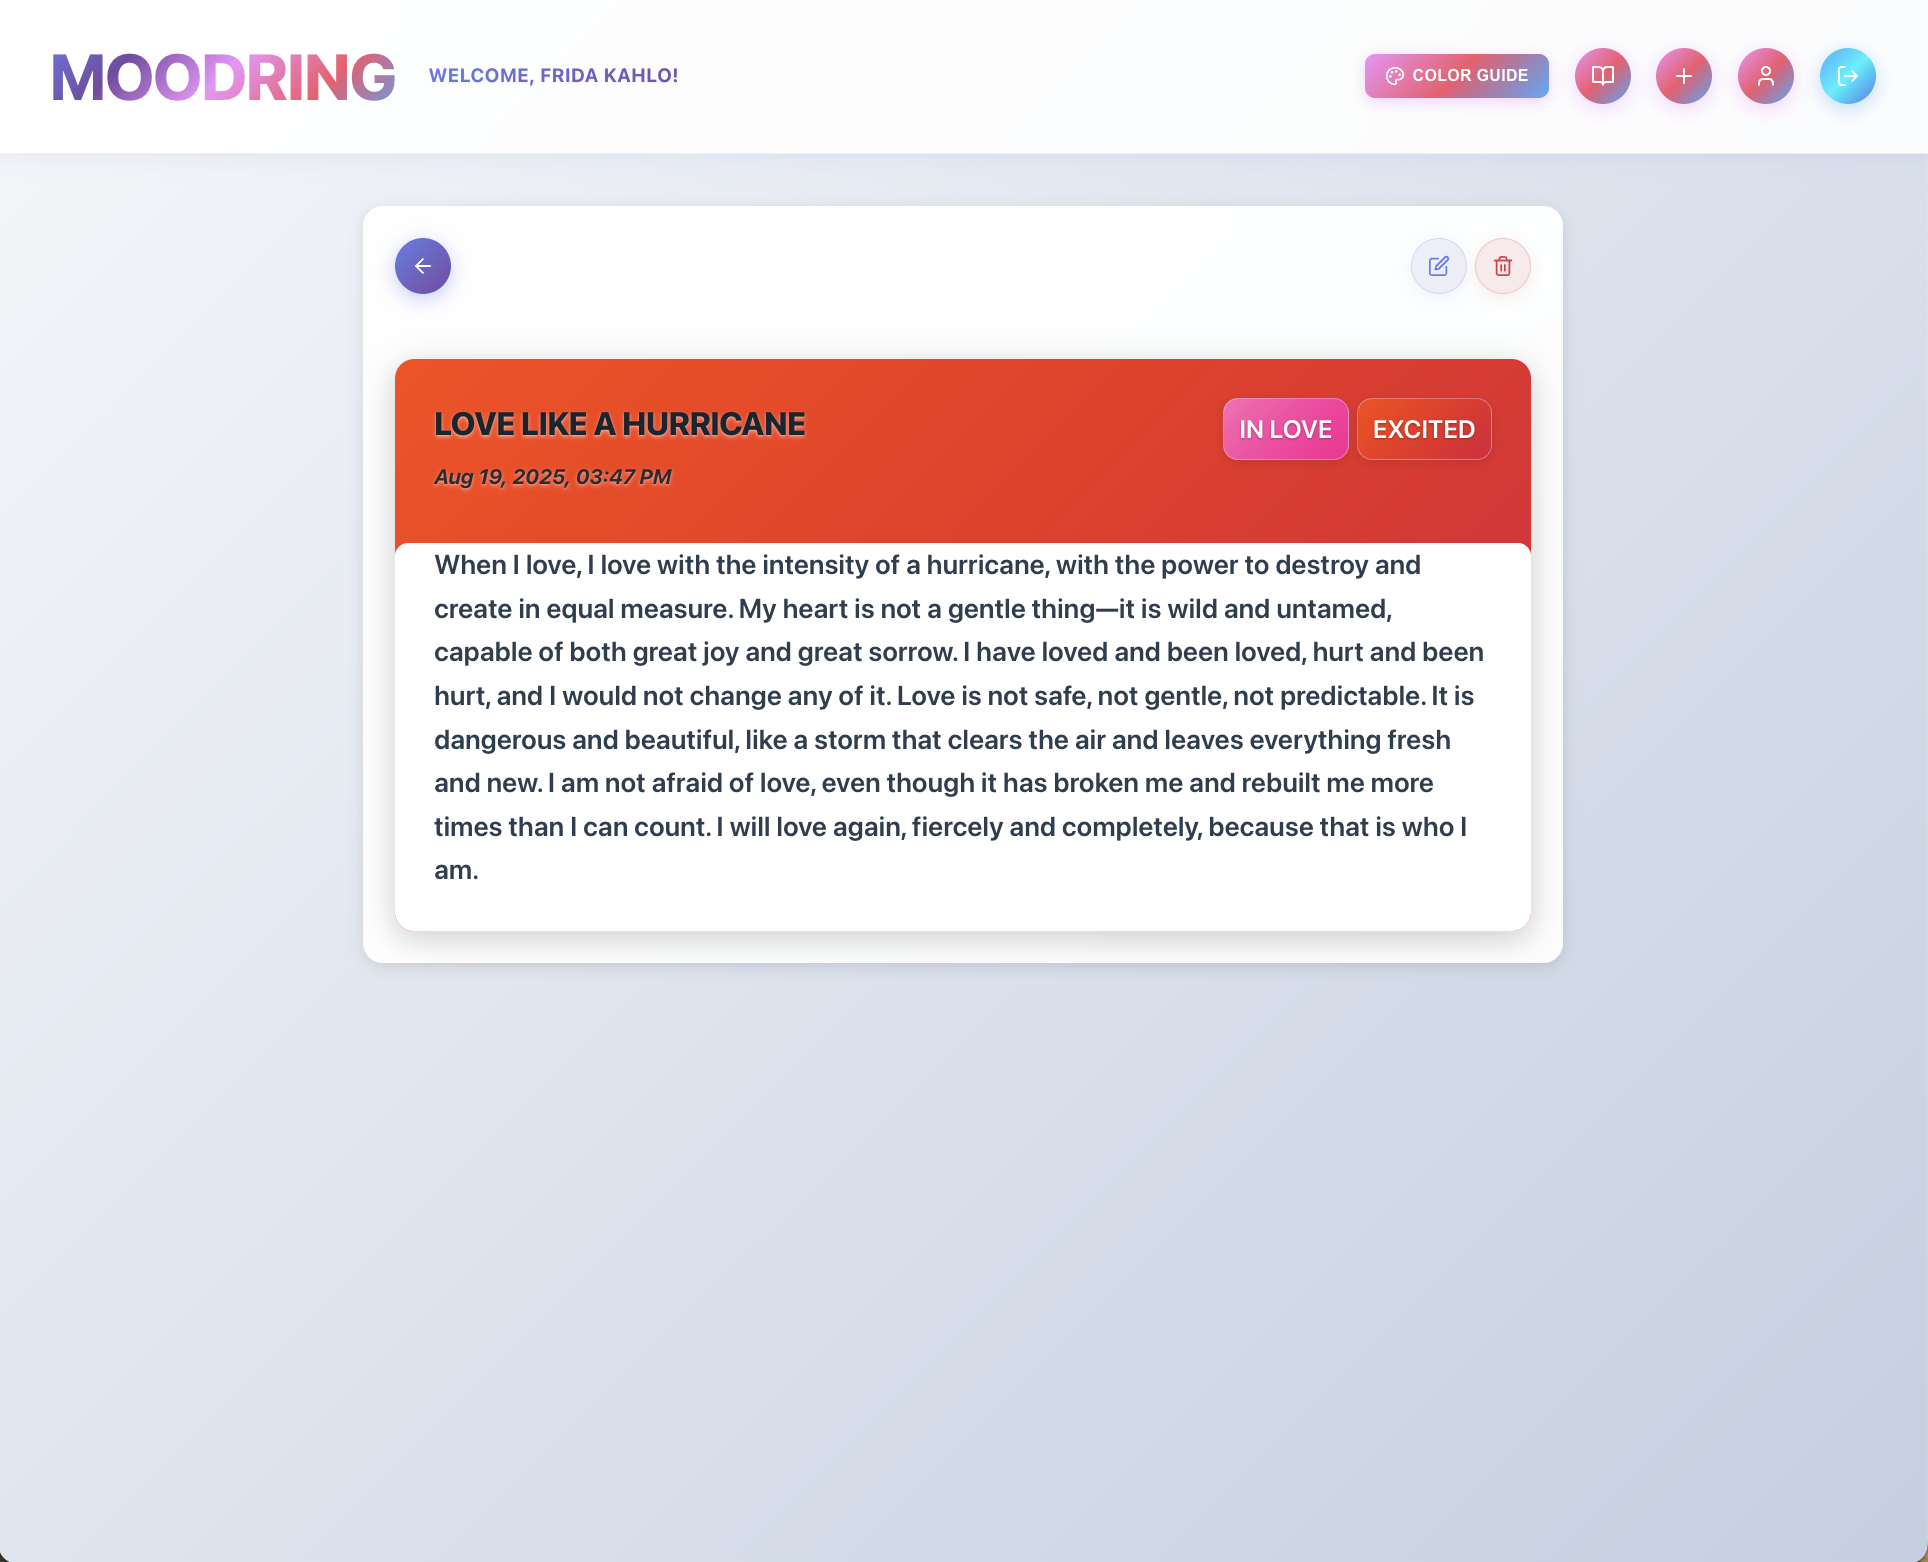 MOODRING
WELCOME, FRIDA KAHLO!
COLOR GUIDE
LOVE LIKE A HURRICANE
Aug 19, 2025, 03:47 PM
IN LOVE
EXCITED
When I love, I love with the intensity of a hurricane, with the power to destroy and
create in equal measure. My heart is not a gentle thing—it is wild and untamed,
capable of both great joy and great sorrow. I have loved and been loved, hurt and been
hurt, and I would not change any of it. Love is not safe, not gentle, not predictable. It is
dangerous and beautiful, like a storm that clears the air and leaves everything fresh
and new. I am not afraid of love, even though it has broken me and rebuilt me more
times than I can count. I will love again, fiercely and completely, because that is who I
am.